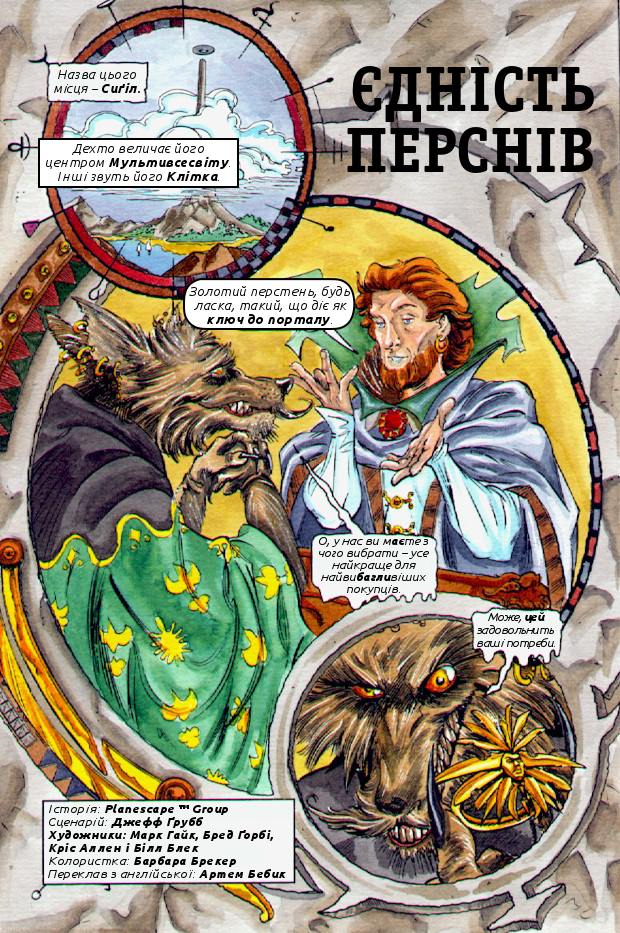 Назва цього
місця – Сиґіл.
ЄДНІСТЬ
ПЕРСНІВ
Дехто величає його
центром Мультивсесвіту.
Інші звуть його Клітка.
Золотий перстень, будь
ласка, такий, що діє як
ключ до порталу.
О, у нас ви маєте з
чого вибрати – усе
найкраще для
найвибагливіших
покупців.
Може, цей
задовольнить
ваші потреби.
Історія: Planescape ™ Group
Сценарій: Джефф Ґрубб
Художники: Марк Гайк, Бред Ґорбі,
Кріс Аллен і Білл Блек
Колористка: Барбара Брекер
Переклав з англійської: Артем Бебик